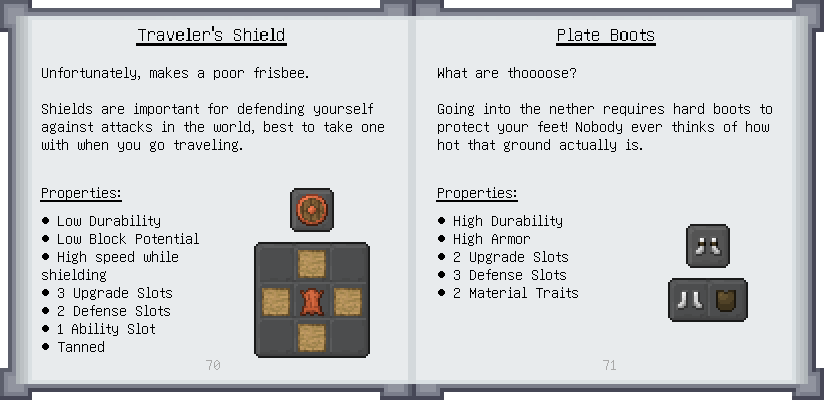 Traveler's Shield
Unfortunately, makes a poor frisbee.
Shields are important for defending yourself
against attacks in the world, best to take one
with when you go traveling.
Properties:
● Low Durability
● Low Block Potential
● High speed while
shielding
● 3 Upgrade Slots
● 2 Defense Slots
● 1 Ability Slot
● Tanned
70
Plate Boots
What are thoooose?
Going into the nether requires hard boots to
protect your feet! Nobody ever thinks of how
hot that ground actually is.
Properties:
● High Durability
● High Armor
● 2 Upgrade Slots
● 3 Defense Slots
● 2 Material Traits
71